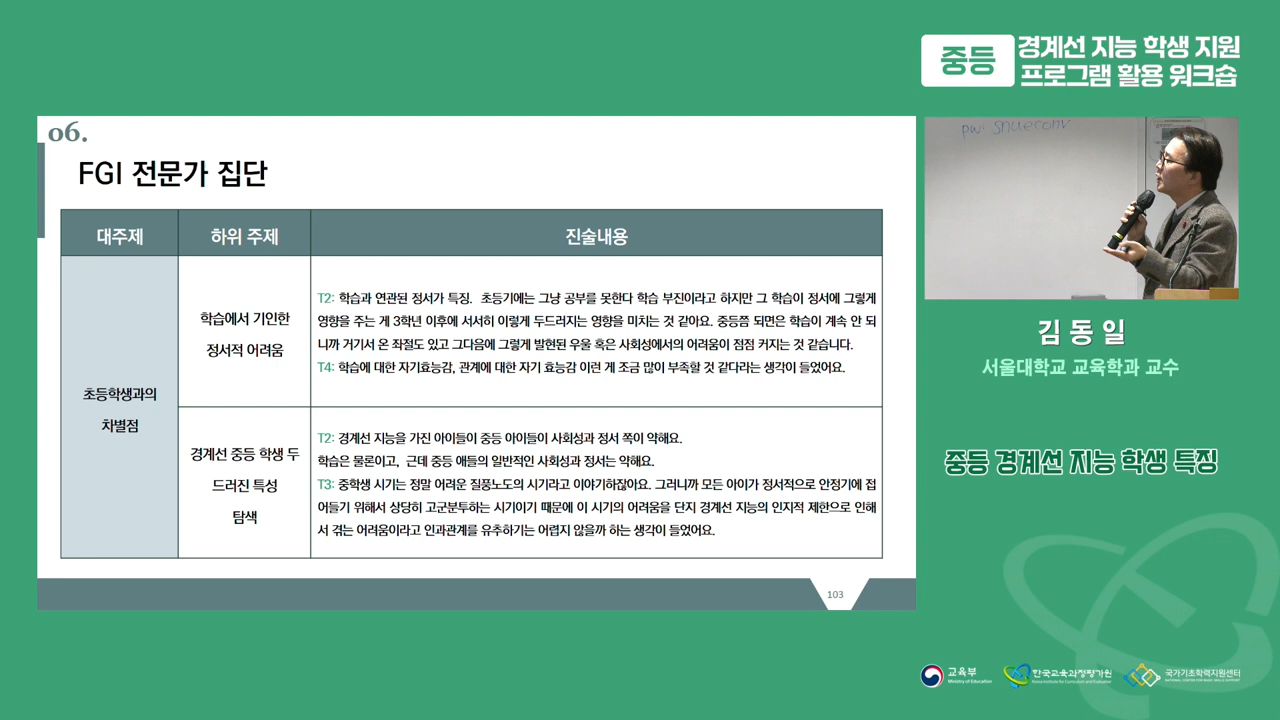 중등
경계선 지능 학생 지원
프로그램 활용 워크숍
06.
FGI 전문가 집단
대주제
하위 주제
진술내용
초등학생과의
차별점
학습에서 기인한
정서적 어려움
T2: 학습과 연관된 정서가 특징. 초등기에는 그냥 공부를 못한다 학습 부진이라고 하지만 그 학습이 정서에 그렇게
영향을 주는 게 3학년 이후에 서서히 이렇게 두드러지는 영향을 미치는 것 같아요. 중등쯤 되면은 학습이 계속 안 되
니까 거기서 온 좌절도 있고 그다음에 그렇게 발현된 우울 혹은 사회성에서의 어려움이 점점 커지는 것 같습니다.
T4: 학습에 대한 자기효능감, 관계에 대한 자기 효능감 이런 게 조금 많이 부족할 것 같다라는 생각이 들었어요.
경계선 중등 학생 두
드러진 특성
탐색
T2: 경계선 지능을 가진 아이들이 중등 아이들이 사회성과 정서 쪽이 약해요.
학습은 물론이고, 근데 중등 애들의 일반적인 사회성과 정서는 약해요.
T3: 중학생 시기는 정말 어려운 질풍노도의 시기라고 이야기하잖아요. 그러니까 모든 아이가 정서적으로 안정기에 접
어들기 위해서 상당히 고군분투하는 시기이기 때문에 이 시기의 어려움을 단지 경계선 지능의 인지적 제한으로 인해
서 겪는 어려움이라고 인과관계를 유추하기는 어렵지 않을까 하는 생각이 들었어요.
103
pw: snueconv
김동일
서울대학교 교육학과 교수
중등 경계선 지능 학생 특징
교육부
Ministry of Education
한국교육과정평가원
Korea Institute for Curriculum and Evaluation
국가기초학력지원센터
NATIONAL CENTER FOR BASIC SKILLS SUPPORT